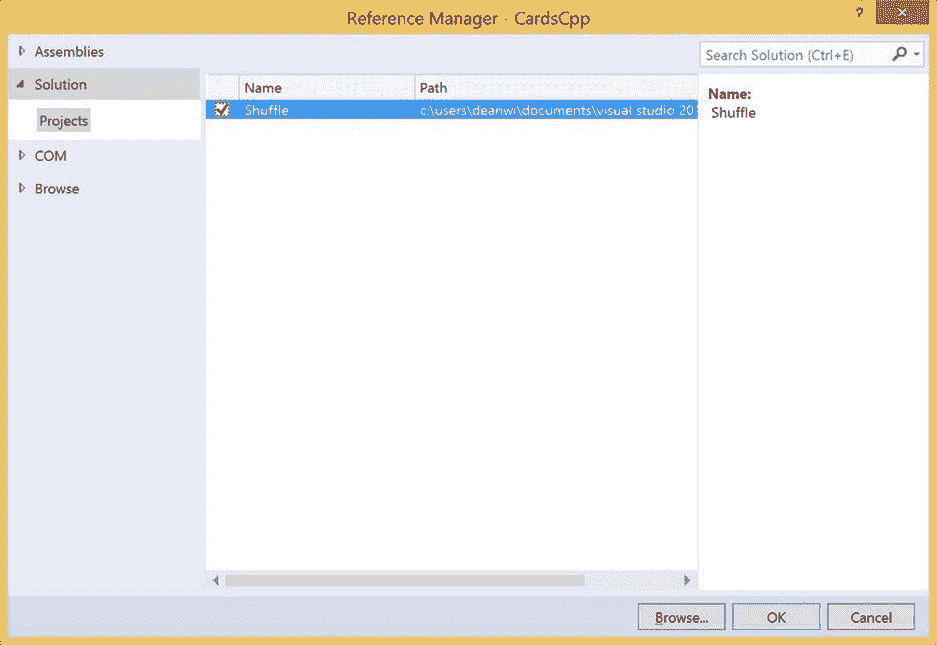 Reference Manager - CardsCpp
?
Assemblies
Search Solution (Ctrl+E)
Solution
Name
Path
Name:
Shuffle
c:\users\deanwi\documents\visual studio 20
Shuffle
Projects
COM
Browse
Browse...
OK
Cancel